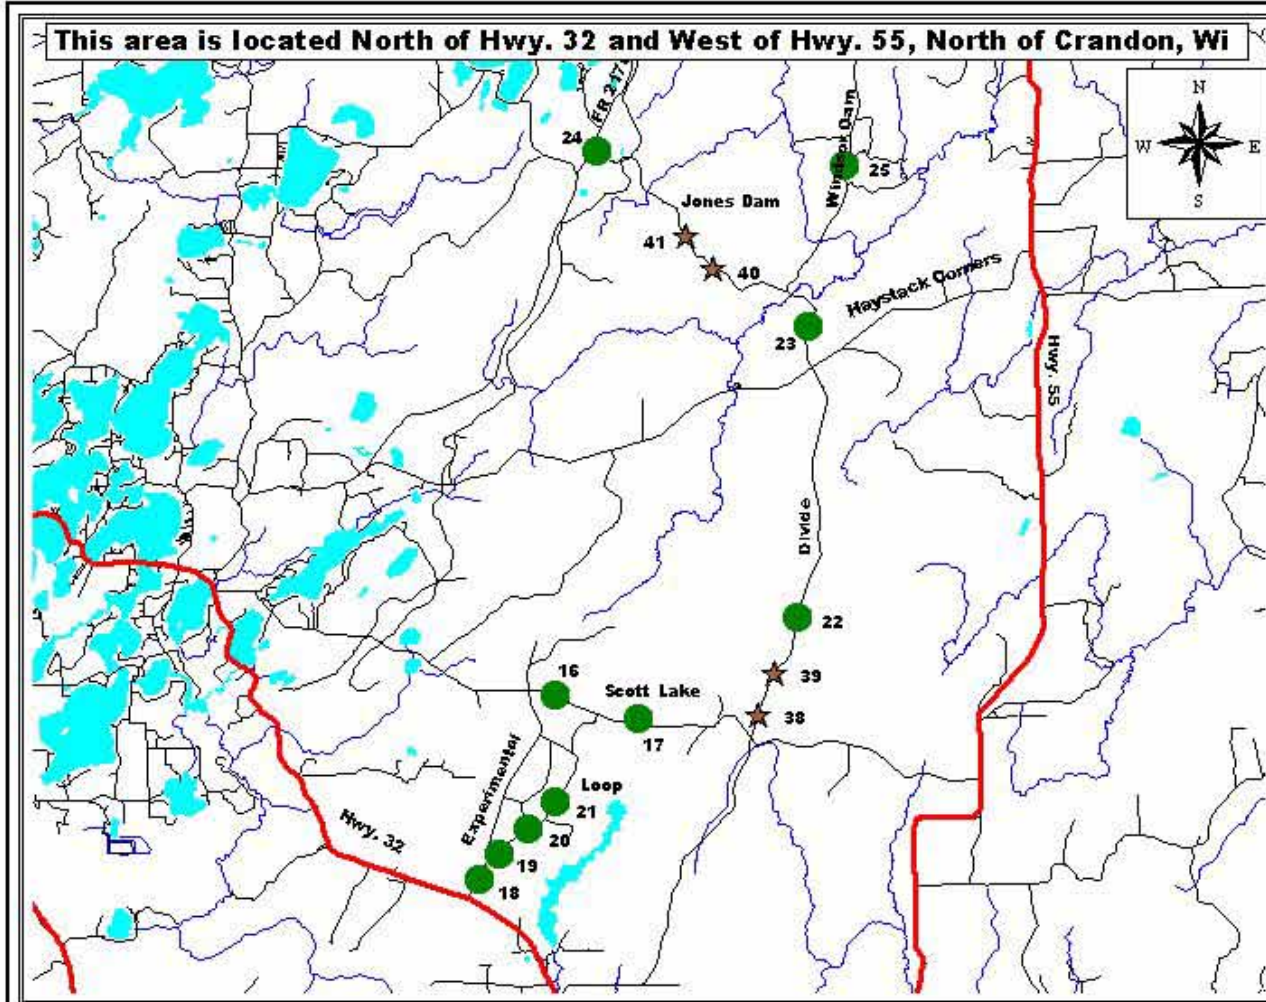 This area is located North of Hwy. 32 and West of Hwy. 55, North of Crandon, Wi
N
W E
S
24
Windsor Dam
25
Jones Dam
41
40
Haystack Corners
23
Hwy. 55
Divide
22
16
Scott Lake
39
38
17
Experimental
Loop
21
Hwy. 32
20
19
18